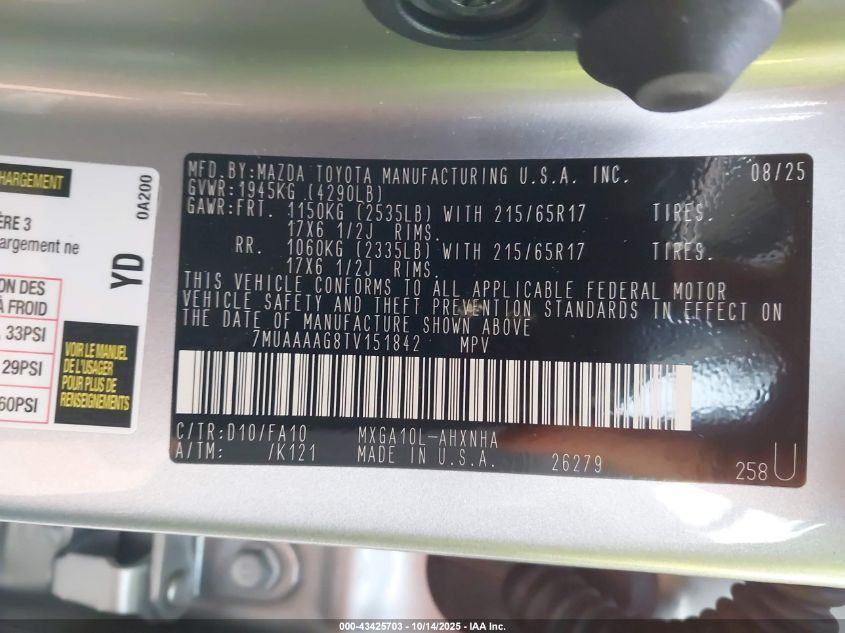 HARGEMENT
0A200
ÈRE 3
argement ne
YD
ON DES
À FROID
33PSI
29PSI
60PSI
VOIR LE MANUEL
DE L'USAGER
POUR PLUS DE
RENSEIGNEMENTS
MFD.BY:MAZDA TOYOTA MANUFACTURING U.S.A. INC. 08/25
GVWR:1945KG (4290LB)
GAWR:FRT. 1150KG (2535LB) WITH 215/65R17 TIRES.
17X6 1/2J RIMS.
RR. 1060KG (2335LB) WITH 215/65R17 TIRES.
17X6 1/2J RIMS.
THIS VEHICLE CONFORMS TO ALL APPLICABLE FEDERAL MOTOR
VEHICLE SAFETY AND THEFT PREVENTION STANDARDS IN EFFECT ON
THE DATE OF MANUFACTURE SHOWN ABOVE
7MUAAAAG8TV151842 MPV
C/TR:D10/FA10 MXGA10L-AHXNHA
A/TM: /K121 MADE IN U.S.A. 26279 258 U
000-43425703 - 10/14/2025 - IAA Inc.